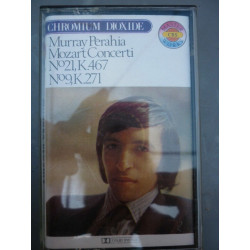 CHROMIUM DIOXIDE
Murray Perahia
Mozart Concerti
Nº21, K.467
Nº9, K.271